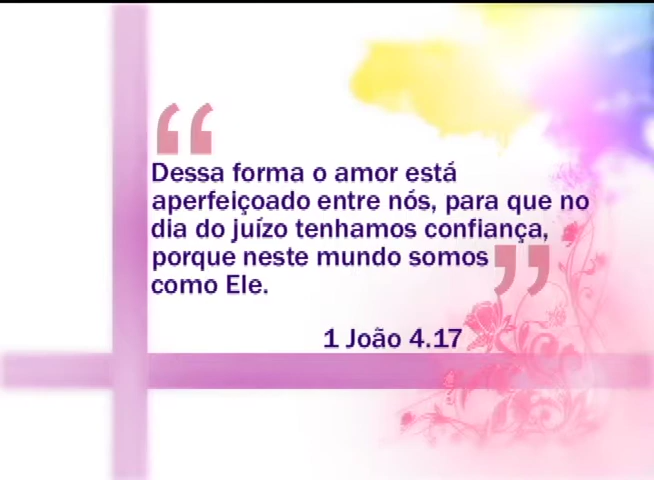 “
Dessa forma o amor está
aperfeiçoado entre nós, para que no
dia do juízo tenhamos confiança,
porque neste mundo somos ”
como Ele.
1 João 4.17